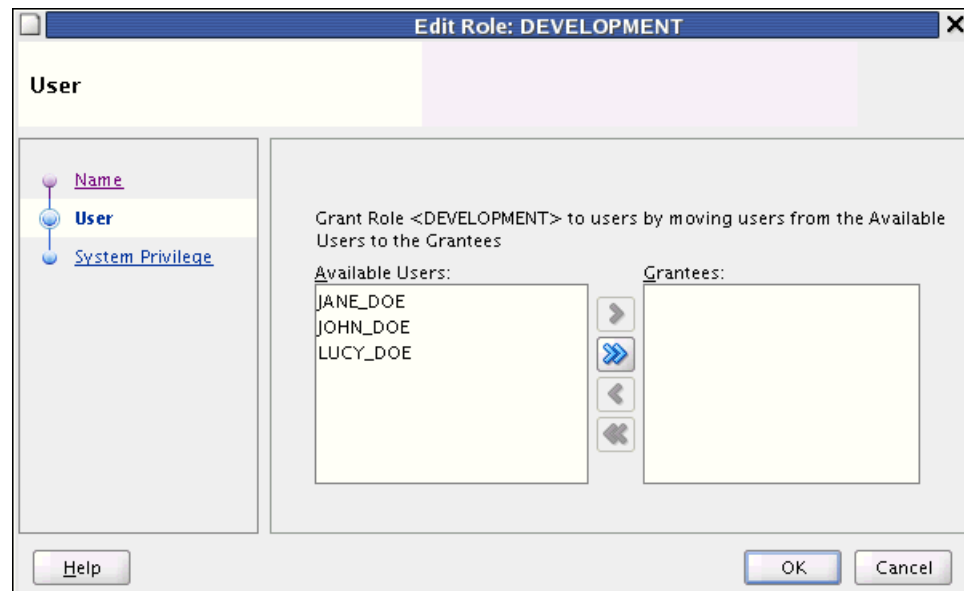 Edit Role: DEVELOPMENT
User
Name
User
System Privilege
Grant Role <DEVELOPMENT> to users by moving users from the Available
Users to the Grantees
Available Users:
Grantees:
JANE_DOE
JOHN_DOE
LUCY_DOE
Help
OK
Cancel